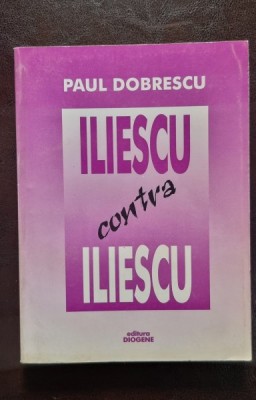 PAUL DOBRESCU
ILIESCU
contra
ILIESCU
editura
DIOGENE